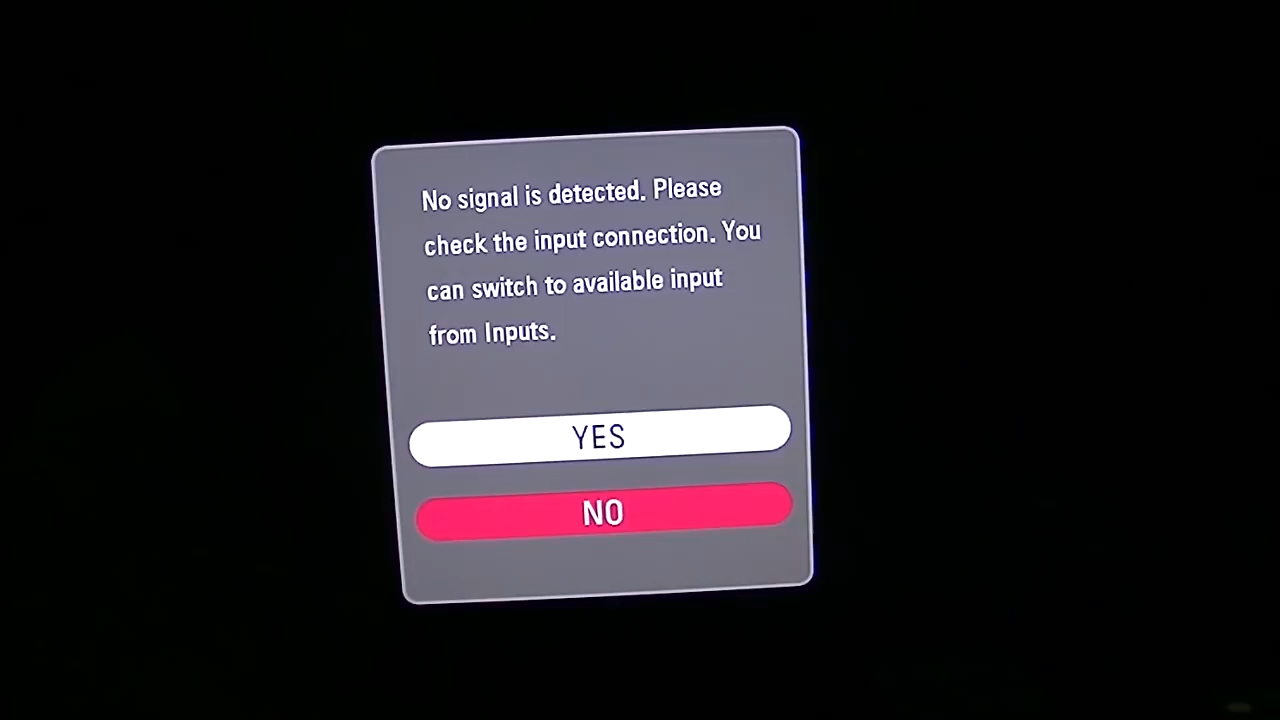 No signal is detected. Please
check the input connection. You
can switch to available input
from Inputs.
YES
NO